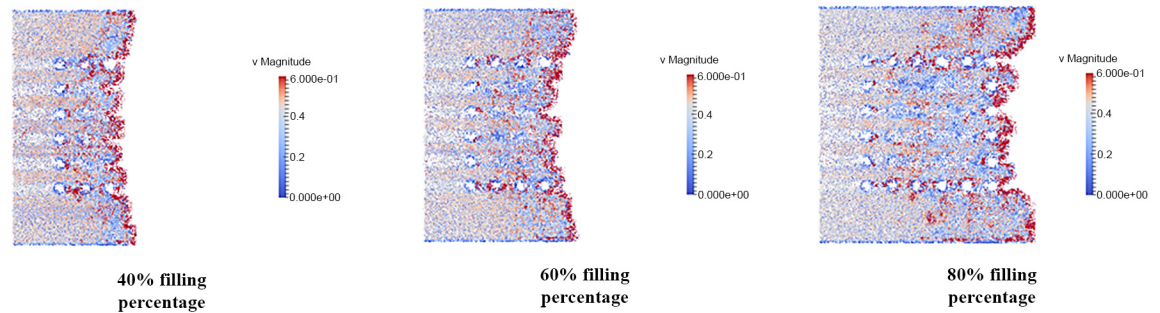 v Magnitude
6.000e-01
0.4
0.2
0.000e+00
40% filling
percentage
v Magnitude
6.000e-01
0.4
0.2
0.000e+00
60% filling
percentage
v Magnitude
6.000e-01
0.4
0.2
0.000e+00
80% filling
percentage